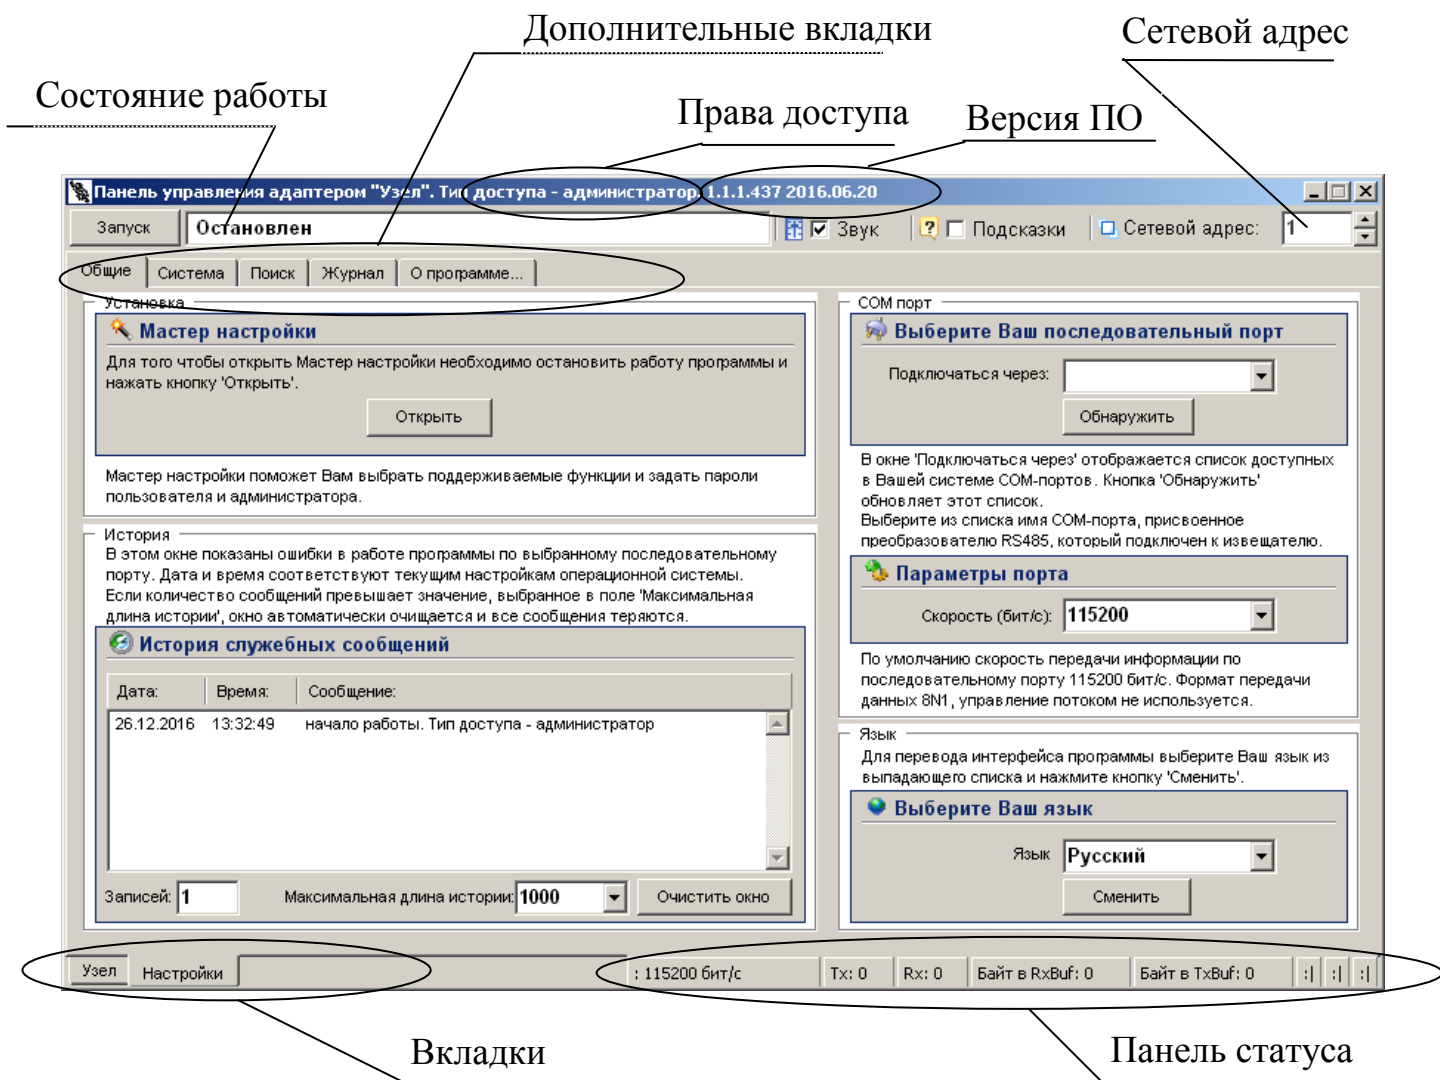 Дополнительные вкладки
Сетевой адрес
Состояние работы
Права доступа
Версия ПО
Панель управления адаптером "Узел". Тип доступа - администратор. 1.1.1.437 2016.06.20
Запуск
Остановлен
Звук
Подсказки
Сетевой адрес:
1
Общие
Система
Поиск
Журнал
О программе...
Установка
Мастер настройки
Для того чтобы открыть Мастер настройки необходимо остановить работу программы и
нажать кнопку 'Открыть'.
Открыть
Мастер настройки поможет Вам выбрать поддерживаемые функции и задать пароли
пользователя и администратора.
История
В этом окне показаны ошибки в работе программы по выбранному последовательному
порту. Дата и время соответствуют текущим настройкам операционной системы.
Если количество сообщений превышает значение, выбранное в поле 'Максимальная
длина истории', окно автоматически очищается и все сообщения теряются.
История служебных сообщений
Дата:
Время:
Сообщение:
26.12.2016 13:32:49 начало работы. Тип доступа - администратор
Записей: 1
Максимальная длина истории: 1000
Очистить окно
COM порт
Выберите Ваш последовательный порт
Подключаться через:
Обнаружить
В окне 'Подключаться через' отображается список доступных
в Вашей системе COM-портов. Кнопка 'Обнаружить'
обновляет этот список.
Выберите из списка имя COM-порта, присвоенное
преобразователю RS485, который подключен к извещателю.
Параметры порта
Скорость (бит/с): 115200
По умолчанию скорость передачи информации по
последовательному порту 115200 бит/с. Формат передачи
данных 8N1, управление потоком не используется.
Язык
Для перевода интерфейса программы выберите Ваш язык из
выпадающего списка и нажмите кнопку 'Сменить'.
Выберите Ваш язык
Язык Русский
Сменить
Узел
Настройки
: 115200 бит/с
Tx: 0
Rx: 0
Байт в RxBuf: 0
Байт в TxBuf: 0
:|
:|
:|
Вкладки
Панель статуса